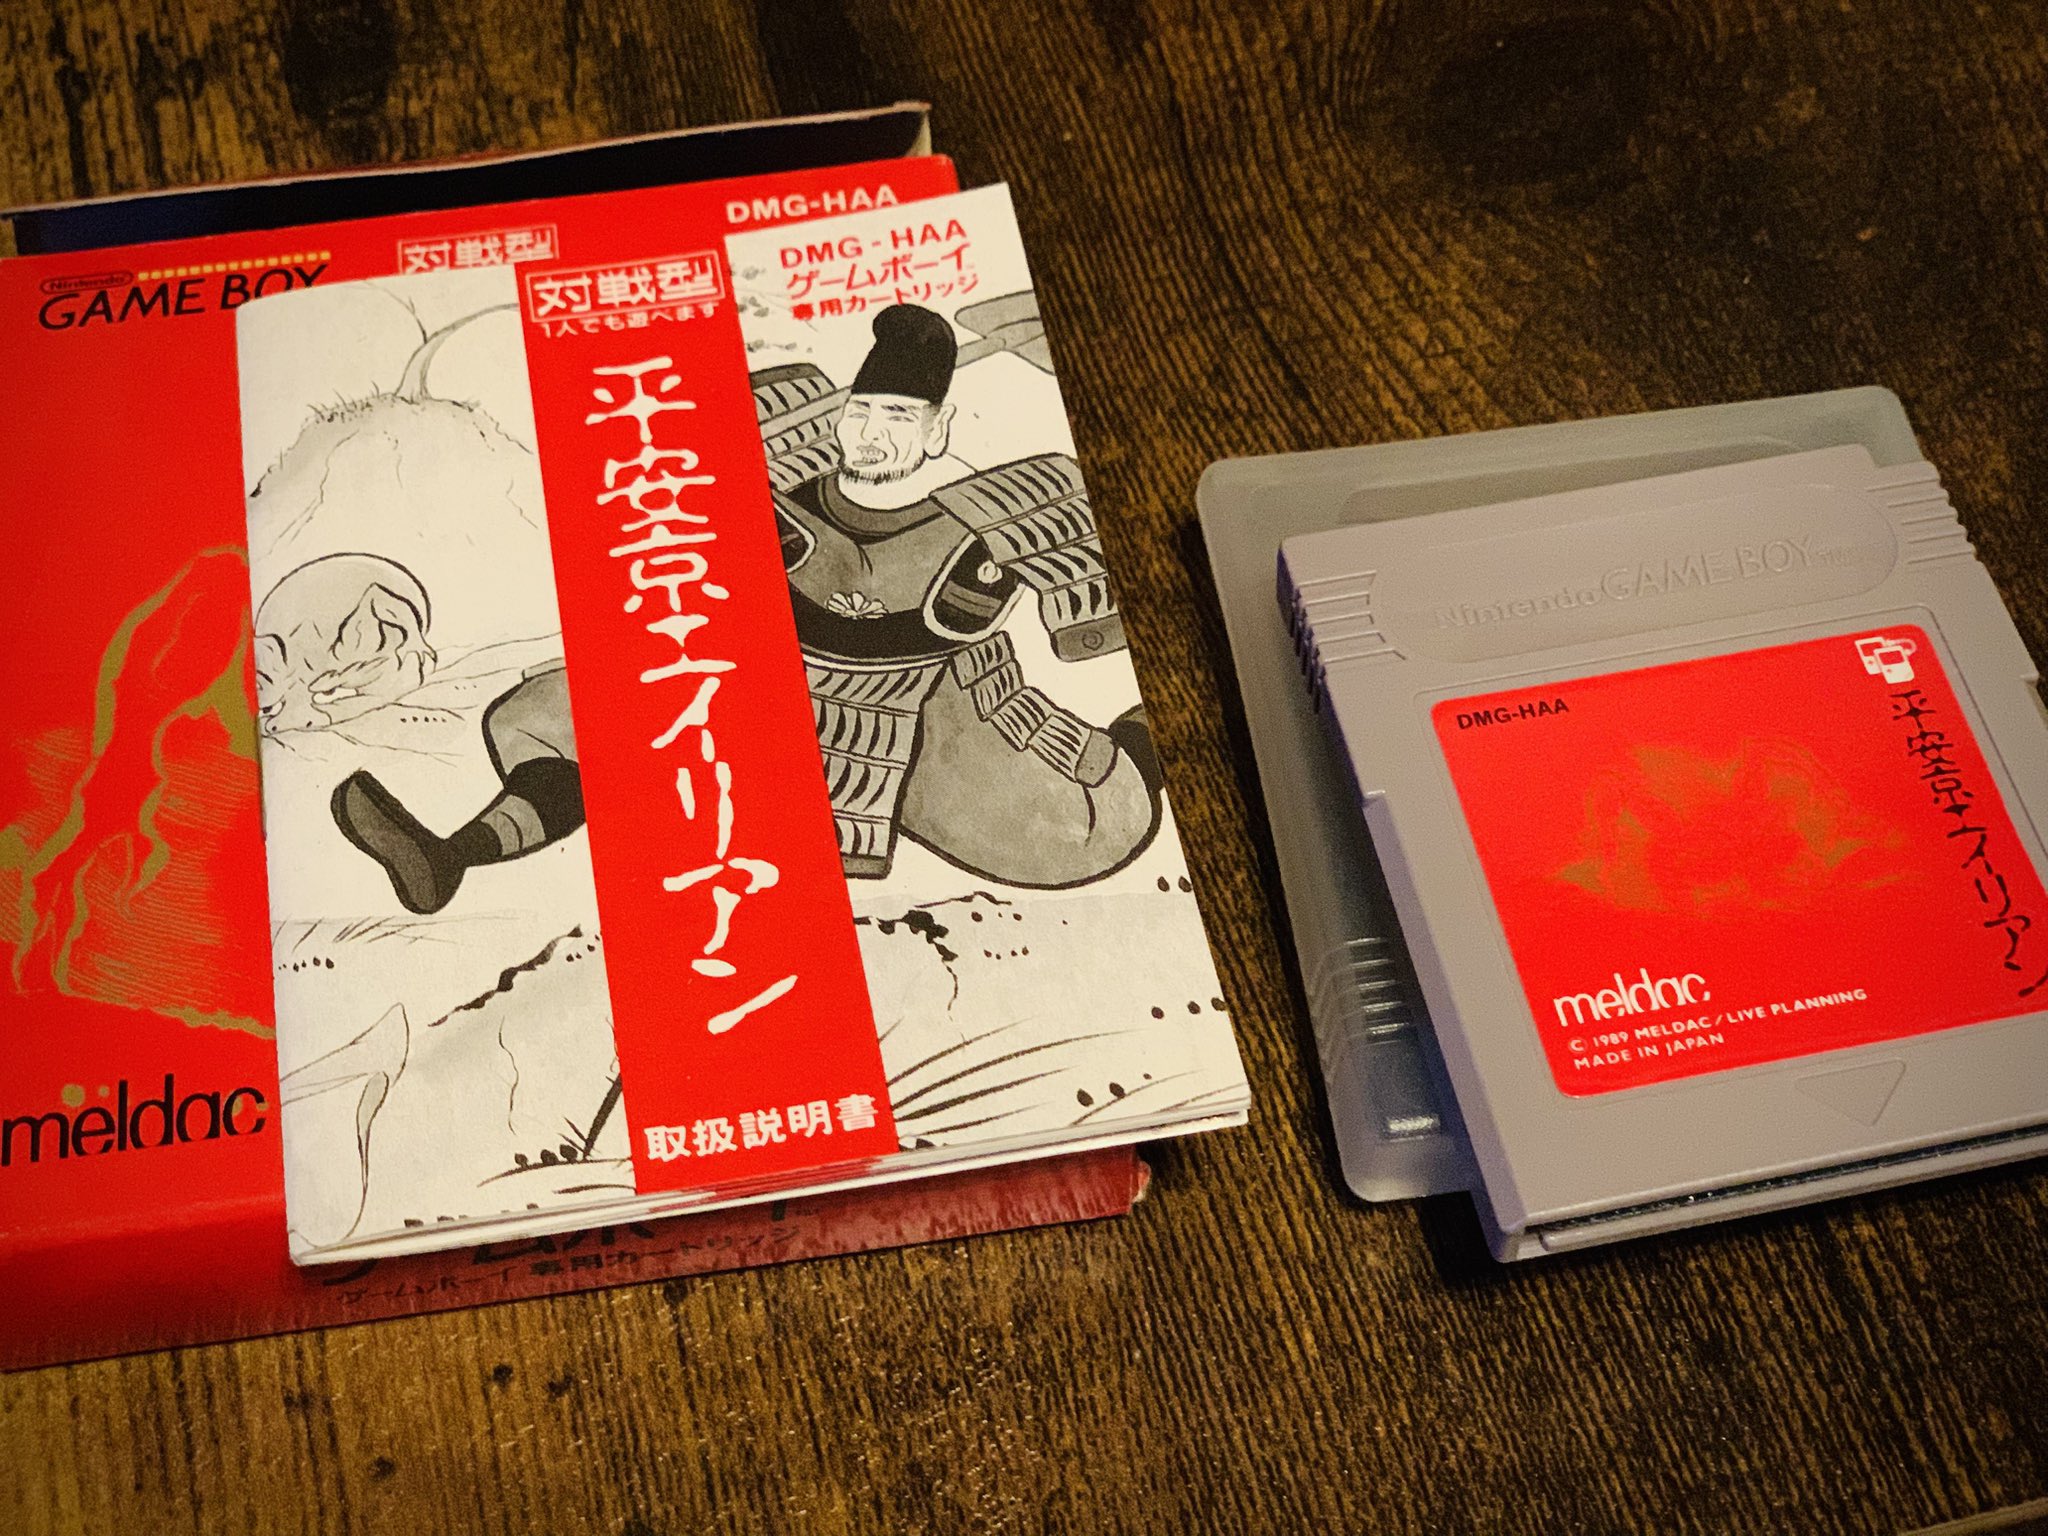 DMG-HAA
Nintendo
GAME BOY
対戦型
meldac
ゲームボーイ専用カートリッジ
対戦型
1人でも遊べます
DMG-HAA
ゲームボーイ
専用カートリッジ
平安京エイリアン
取扱説明書
Nintendo GAME BOY TM
DMG-HAA
平安京エイリアン
meldac
© 1989 MELDAC/LIVE PLANNING
MADE IN JAPAN